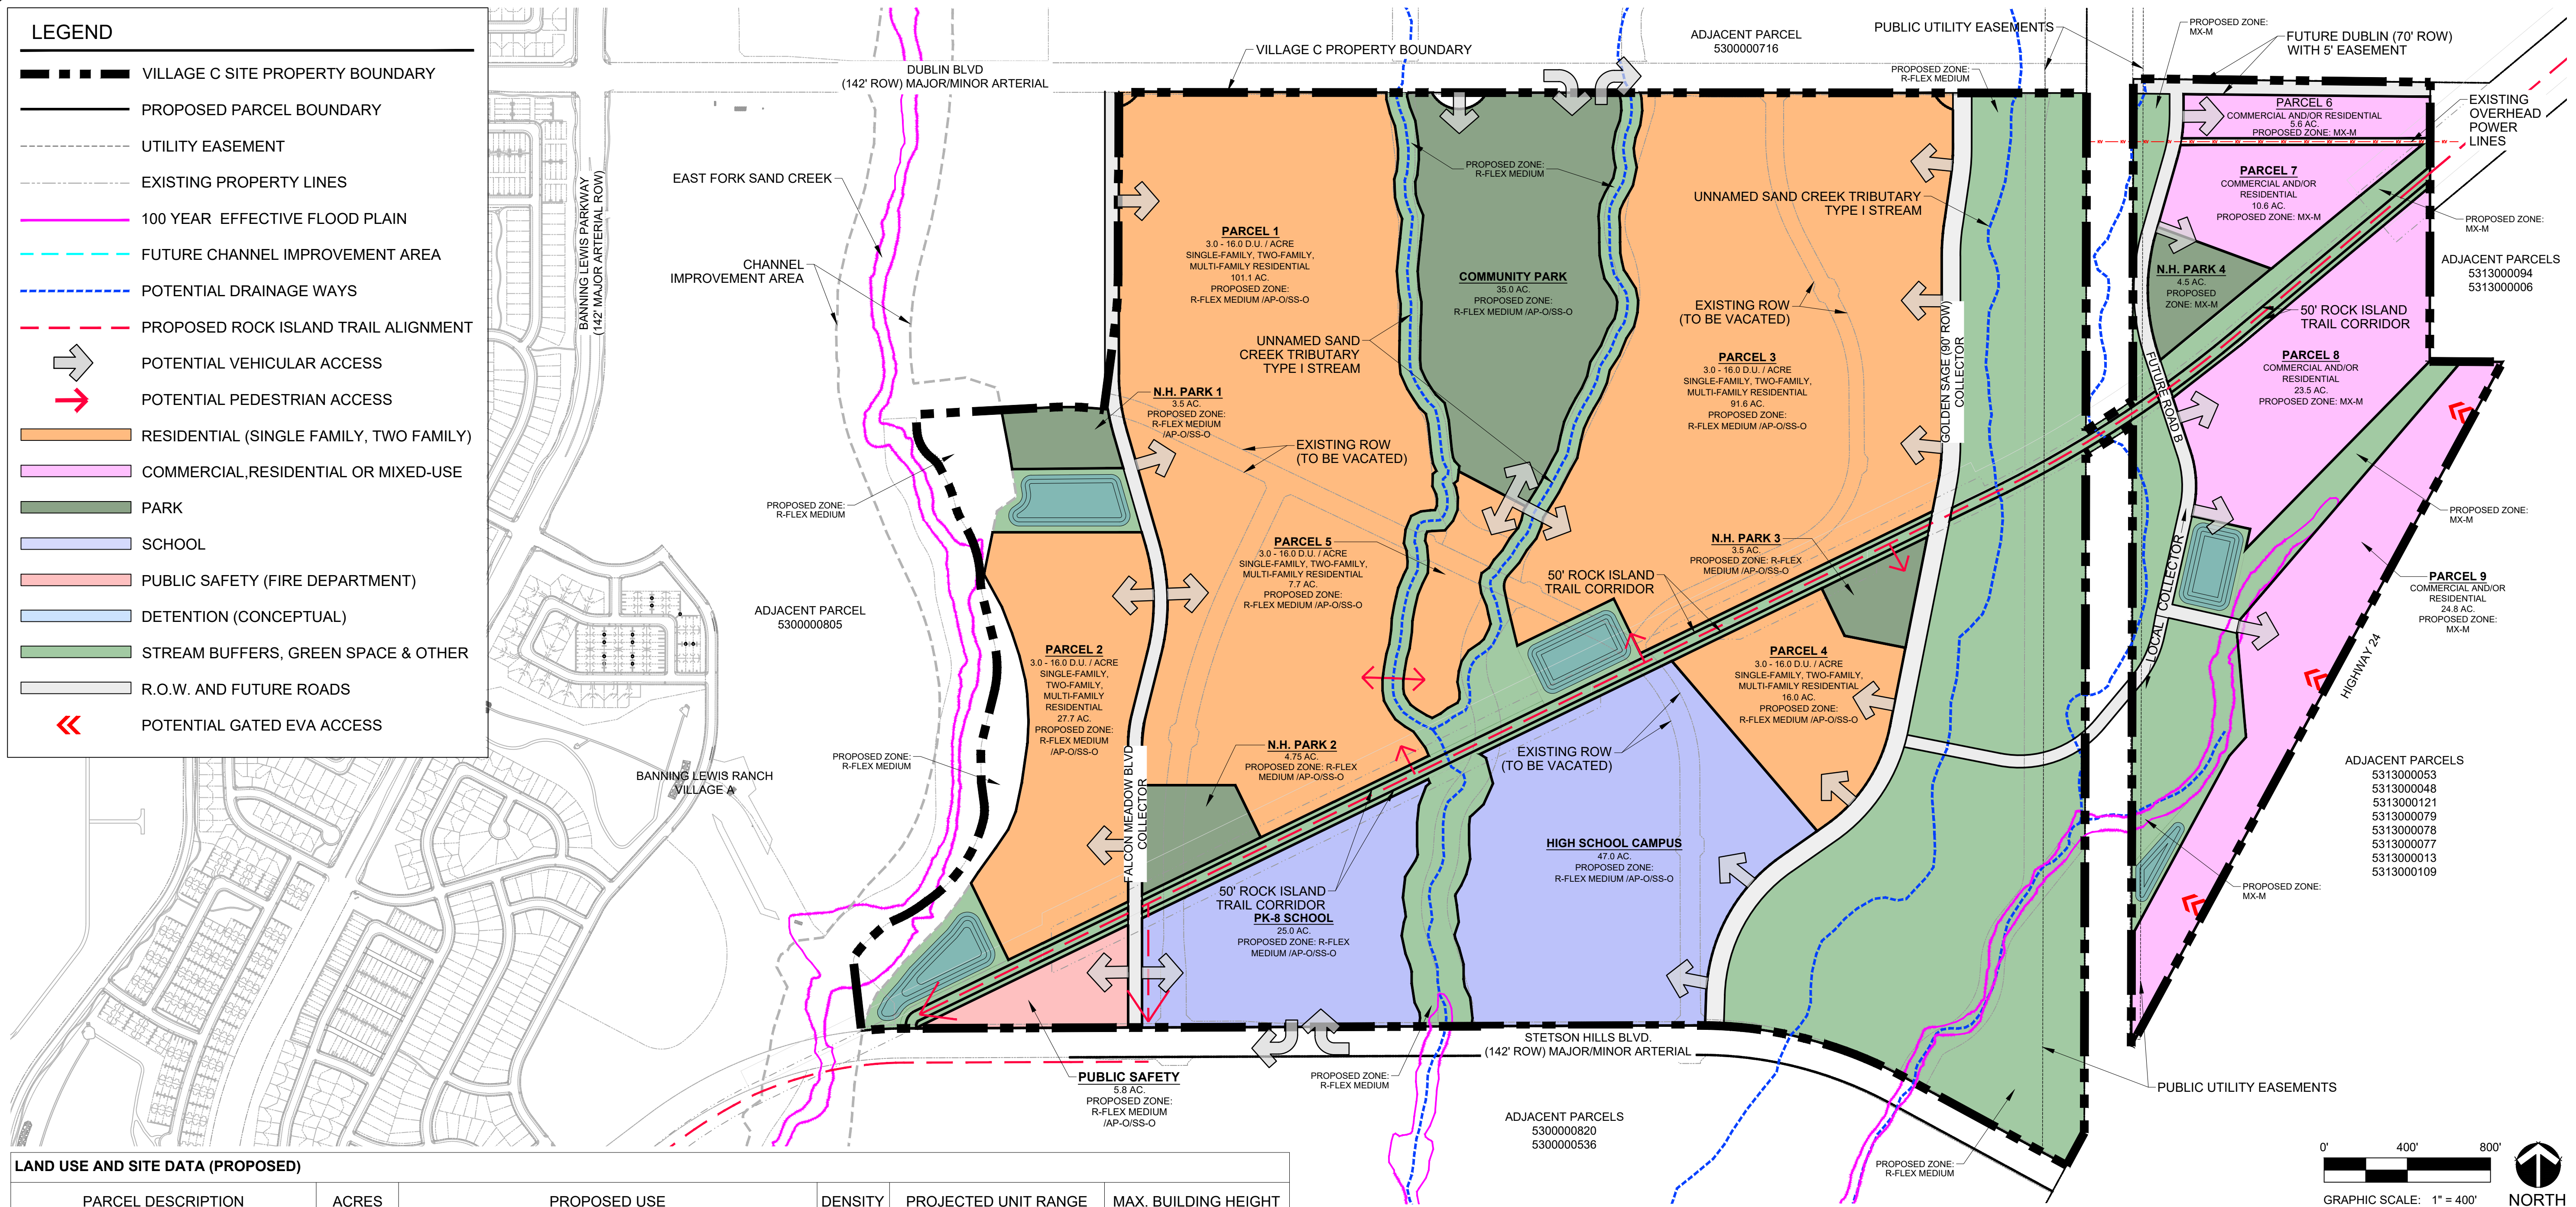 LEGEND
VILLAGE C SITE PROPERTY BOUNDARY
PROPOSED PARCEL BOUNDARY
UTILITY EASEMENT
EXISTING PROPERTY LINES
100 YEAR EFFECTIVE FLOOD PLAIN
FUTURE CHANNEL IMPROVEMENT AREA
POTENTIAL DRAINAGE WAYS
PROPOSED ROCK ISLAND TRAIL ALIGNMENT
POTENTIAL VEHICULAR ACCESS
POTENTIAL PEDESTRIAN ACCESS
RESIDENTIAL (SINGLE FAMILY, TWO FAMILY)
COMMERCIAL,RESIDENTIAL OR MIXED-USE
PARK
SCHOOL
PUBLIC SAFETY (FIRE DEPARTMENT)
DETENTION (CONCEPTUAL)
STREAM BUFFERS, GREEN SPACE & OTHER
R.O.W. AND FUTURE ROADS
POTENTIAL GATED EVA ACCESS
BANNING LEWIS PARKWAY
(142' MAJOR ARTERIAL ROW)
DUBLIN BLVD
(142' ROW) MAJOR/MINOR ARTERIAL
EAST FORK SAND CREEK
CHANNEL
IMPROVEMENT AREA
PROPOSED ZONE:
R-FLEX MEDIUM
ADJACENT PARCEL
5300000805
PROPOSED ZONE:
R-FLEX MEDIUM
BANNING LEWIS RANCH
VILLAGE A
VILLAGE C PROPERTY BOUNDARY
ADJACENT PARCEL
5300000716
PUBLIC UTILITY EASEMENTS
PROPOSED ZONE:
R-FLEX MEDIUM
PROPOSED ZONE:
MX-M
FUTURE DUBLIN (70' ROW)
WITH 5' EASEMENT
EXISTING
OVERHEAD
POWER
LINES
PARCEL 1
3.0 - 16.0 D.U. / ACRE
SINGLE-FAMILY, TWO-FAMILY,
MULTI-FAMILY RESIDENTIAL
101.1 AC.
PROPOSED ZONE:
R-FLEX MEDIUM /AP-O/SS-O
UNNAMED SAND
CREEK TRIBUTARY
TYPE I STREAM
N.H. PARK 1
3.5 AC.
PROPOSED ZONE:
R-FLEX MEDIUM
/AP-O/SS-O
EXISTING ROW
(TO BE VACATED)
PROPOSED ZONE:
R-FLEX MEDIUM
COMMUNITY PARK
35.0 AC.
PROPOSED ZONE:
R-FLEX MEDIUM /AP-O/SS-O
UNNAMED SAND CREEK TRIBUTARY
TYPE I STREAM
EXISTING ROW
(TO BE VACATED)
PARCEL 3
3.0 - 16.0 D.U. / ACRE
SINGLE-FAMILY, TWO-FAMILY,
MULTI-FAMILY RESIDENTIAL
91.6 AC.
PROPOSED ZONE:
R-FLEX MEDIUM /AP-O/SS-O
GOLDEN SAGE (90' ROW)
COLLECTOR
PARCEL 5
3.0 - 16.0 D.U. / ACRE
SINGLE-FAMILY, TWO-FAMILY,
MULTI-FAMILY RESIDENTIAL
7.7 AC.
PROPOSED ZONE:
R-FLEX MEDIUM /AP-O/SS-O
N.H. PARK 3
3.5 AC.
PROPOSED ZONE: R-FLEX
MEDIUM /AP-O/SS-O
50' ROCK ISLAND
TRAIL CORRIDOR
PARCEL 2
3.0 - 16.0 D.U. / ACRE
SINGLE-FAMILY,
TWO-FAMILY,
MULTI-FAMILY
RESIDENTIAL
27.7 AC.
PROPOSED ZONE:
R-FLEX MEDIUM
/AP-O/SS-O
PARCEL 4
3.0 - 16.0 D.U. / ACRE
SINGLE-FAMILY, TWO-FAMILY,
MULTI-FAMILY RESIDENTIAL
16.0 AC.
PROPOSED ZONE:
R-FLEX MEDIUM /AP-O/SS-O
FALCON MEADOW BLVD
COLLECTOR
N.H. PARK 2
4.75 AC.
PROPOSED ZONE: R-FLEX
MEDIUM /AP-O/SS-O
EXISTING ROW
(TO BE VACATED)
50' ROCK ISLAND
TRAIL CORRIDOR
PK-8 SCHOOL
25.0 AC.
PROPOSED ZONE: R-FLEX
MEDIUM /AP-O/SS-O
HIGH SCHOOL CAMPUS
47.0 AC.
PROPOSED ZONE:
R-FLEX MEDIUM /AP-O/SS-O
STETSON HILLS BLVD.
(142' ROW) MAJOR/MINOR ARTERIAL
PUBLIC SAFETY
5.8 AC.
PROPOSED ZONE:
R-FLEX MEDIUM
/AP-O/SS-O
PROPOSED ZONE:
R-FLEX MEDIUM
ADJACENT PARCELS
5300000820
5300000536
PROPOSED ZONE:
R-FLEX MEDIUM
PARCEL 6
COMMERCIAL AND/OR RESIDENTIAL
5.6 AC.
PROPOSED ZONE: MX-M
PARCEL 7
COMMERCIAL AND/OR
RESIDENTIAL
10.6 AC.
PROPOSED ZONE: MX-M
PROPOSED ZONE:
MX-M
ADJACENT PARCELS
5313000094
5313000006
N.H. PARK 4
4.5 AC.
PROPOSED
ZONE: MX-M
50' ROCK ISLAND
TRAIL CORRIDOR
PARCEL 8
COMMERCIAL AND/OR
RESIDENTIAL
23.5 AC.
PROPOSED ZONE: MX-M
FUTURE ROAD B
PROPOSED ZONE:
MX-M
LOCAL COLLECTOR
PARCEL 9
COMMERCIAL AND/OR
RESIDENTIAL
24.8 AC.
PROPOSED ZONE:
MX-M
HIGHWAY 24
ADJACENT PARCELS
5313000053
5313000048
5313000121
5313000079
5313000078
5313000077
5313000013
5313000109
PROPOSED ZONE:
MX-M
PUBLIC UTILITY EASEMENTS
0' 400' 800'
GRAPHIC SCALE: 1" = 400'
NORTH
LAND USE AND SITE DATA (PROPOSED)
PARCEL DESCRIPTION ACRES PROPOSED USE DENSITY PROJECTED UNIT RANGE MAX. BUILDING HEIGHT